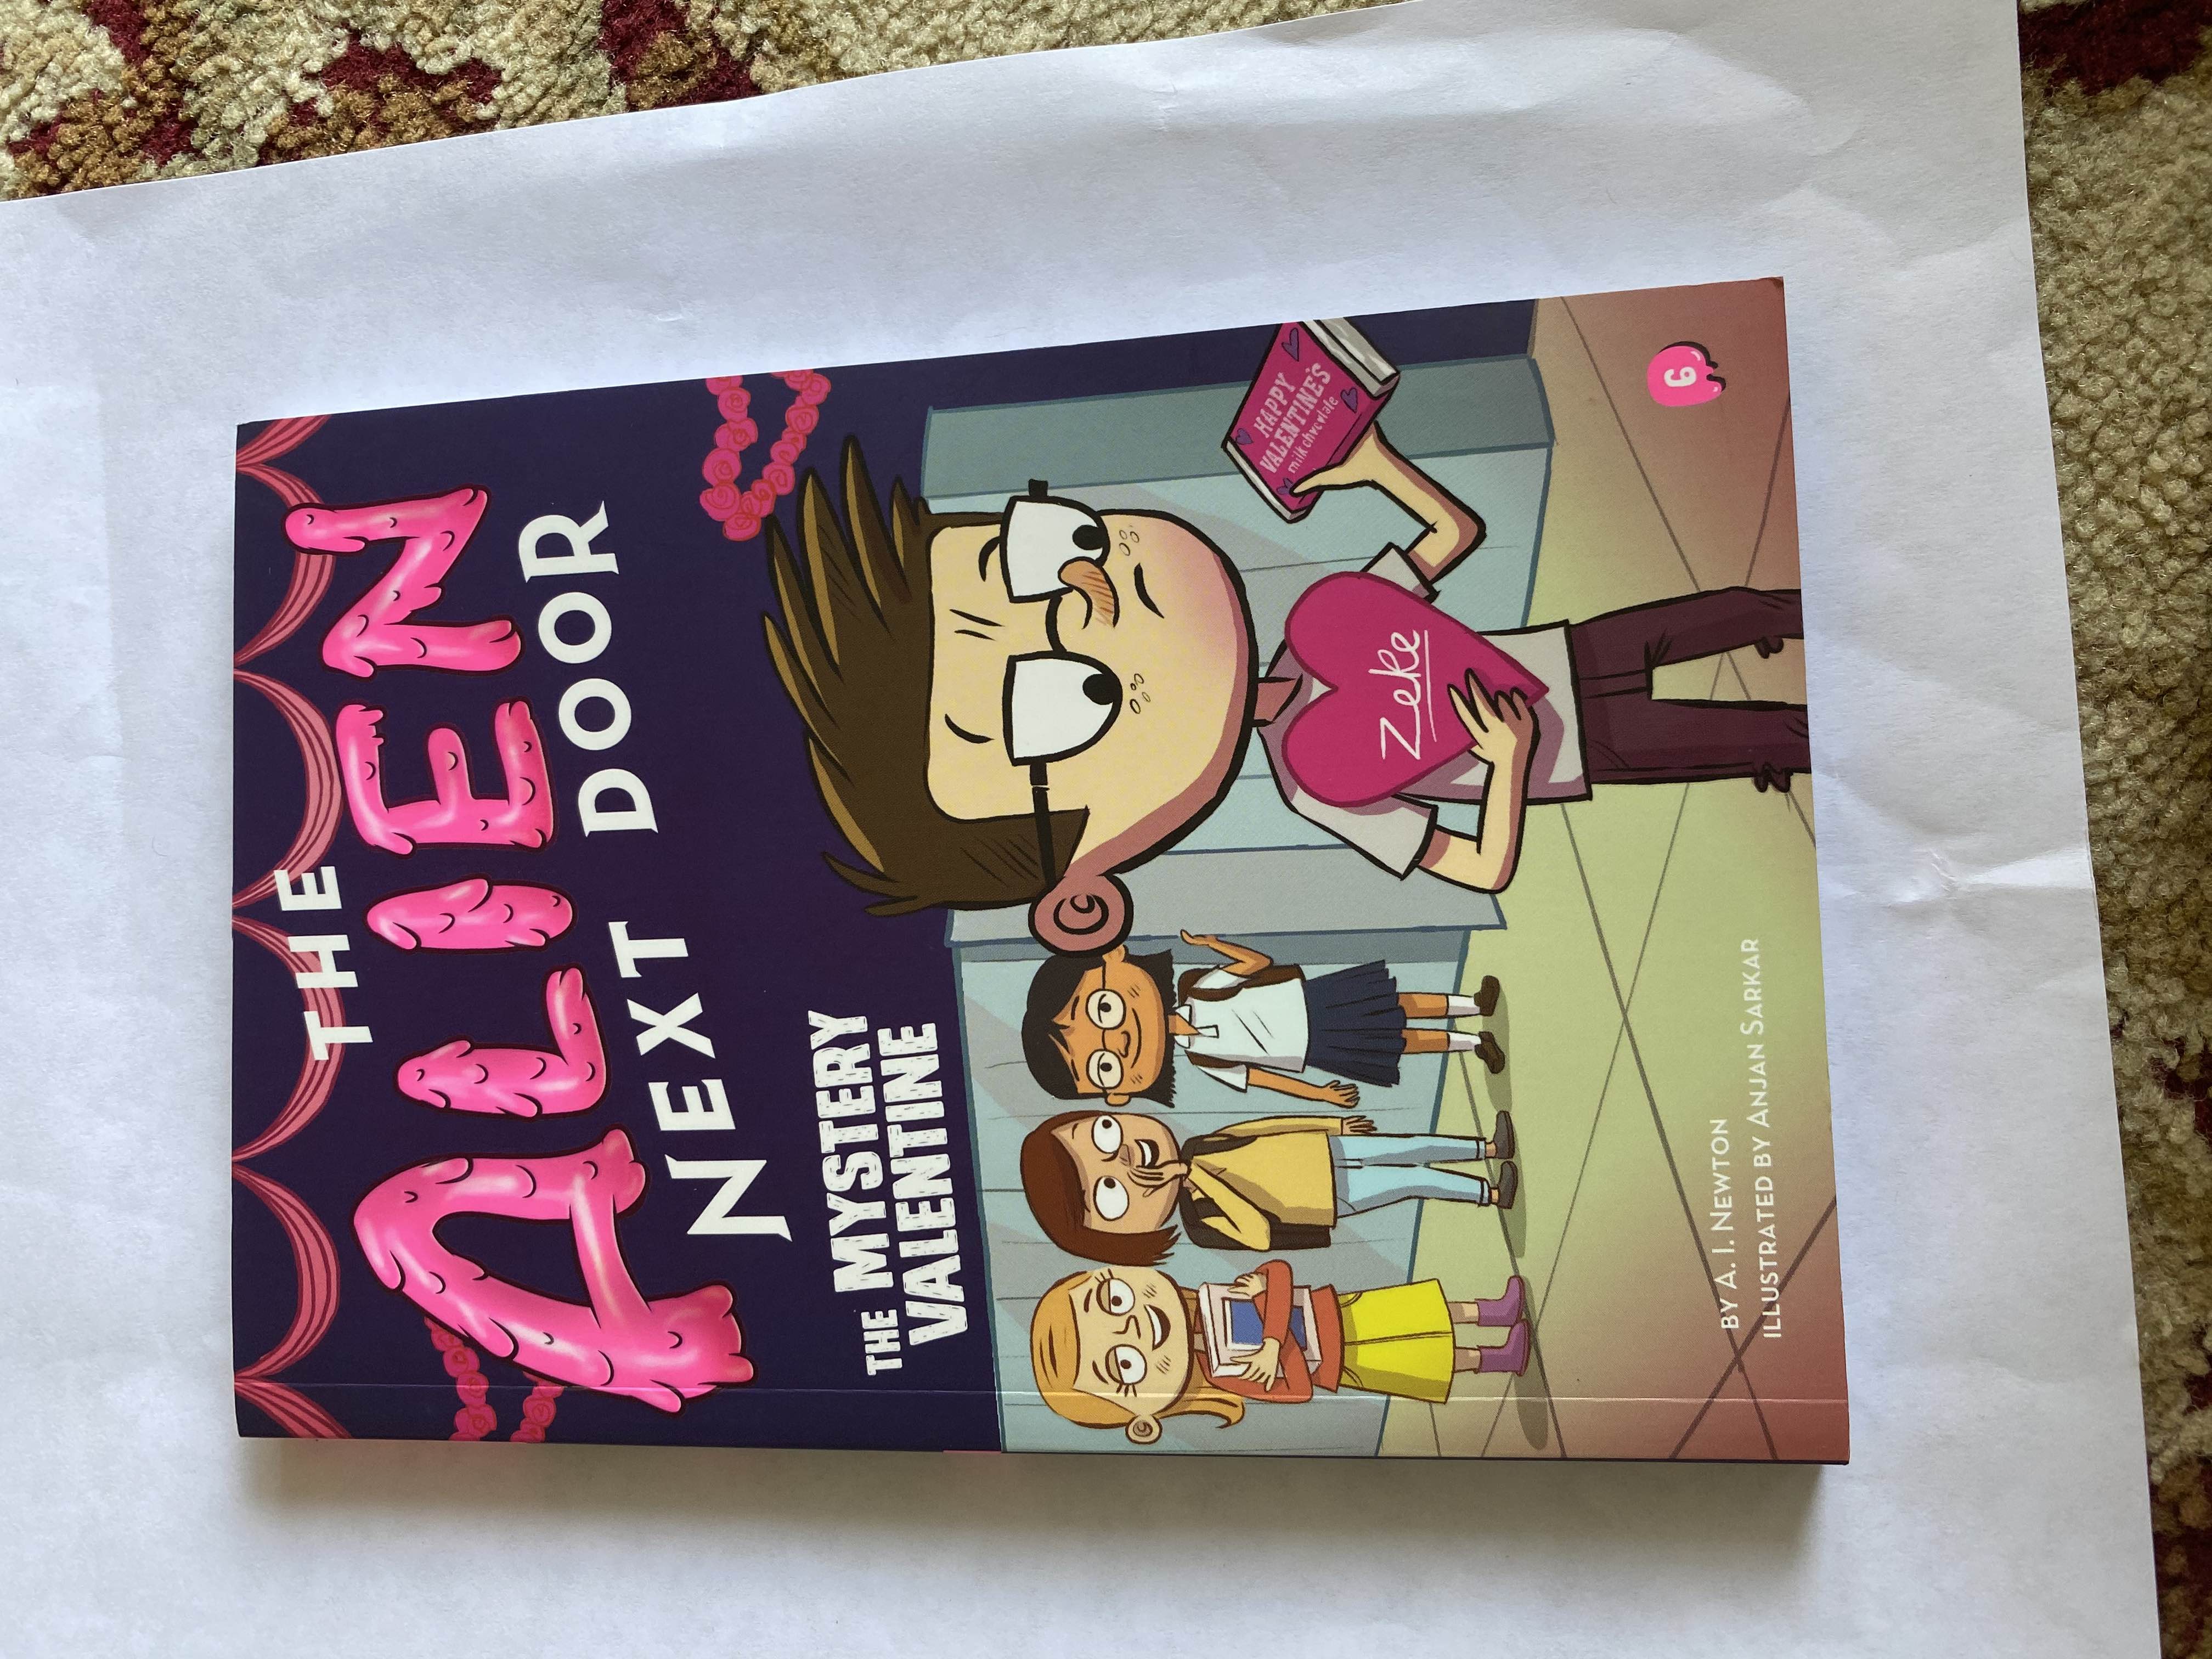 THE
ALIEN
NEXT DOOR
THE MYSTERY
VALENTINE
HAPPY
VALENTINE'S
milk chocolate
Zeke
6
BY A. I. NEWTON
ILLUSTRATED BY ANJAN SARKAR